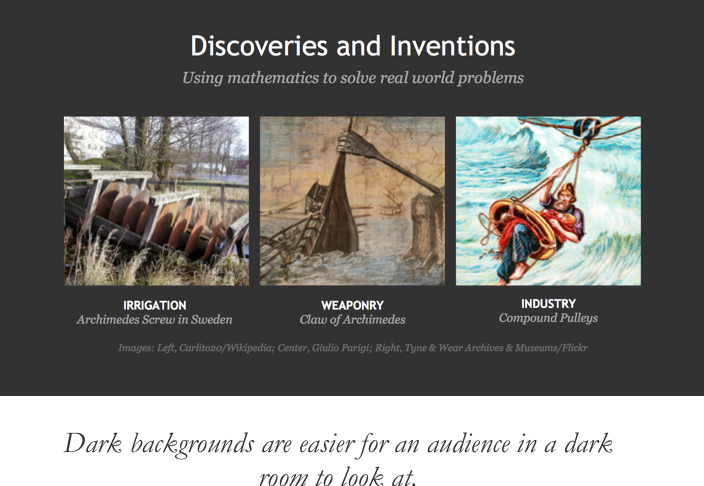 Discoveries and Inventions
Using mathematics to solve real world problems
IRRIGATION
Archimedes Screw in Sweden
WEAPONRY
Claw of Archimedes
INDUSTRY
Compound Pulleys
Images: Left, Carlito20/Wikipedia; Center, Giulio Parigi; Right, Tyne & Wear Archives & Museums/Flickr
Dark backgrounds are easier for an audience in a dark
room to look at.